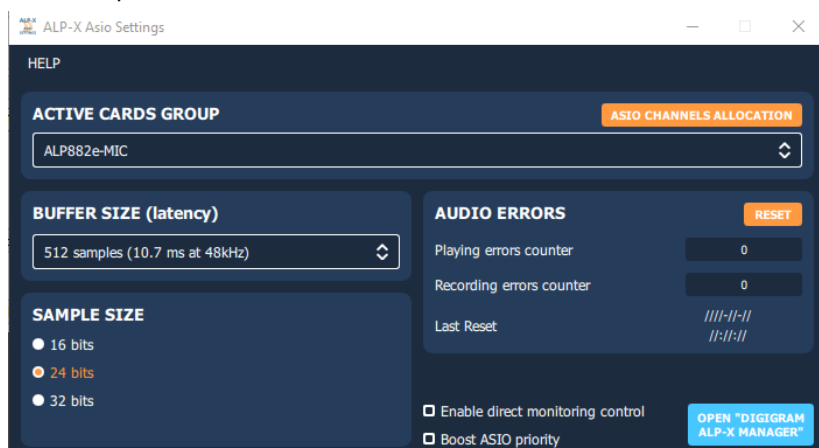 ALP-X Asio Settings
HELP
ACTIVE CARDS GROUP
ASIO CHANNELS ALLOCATION
ALP882e-MIC
BUFFER SIZE (latency)
512 samples (10.7 ms at 48kHz)
SAMPLE SIZE
16 bits
24 bits
32 bits
AUDIO ERRORS
RESET
Playing errors counter
0
Recording errors counter
0
Last Reset
////-//-//
//://://
Enable direct monitoring control
Boost ASIO priority
OPEN "DIGIGRAM
ALP-X MANAGER"